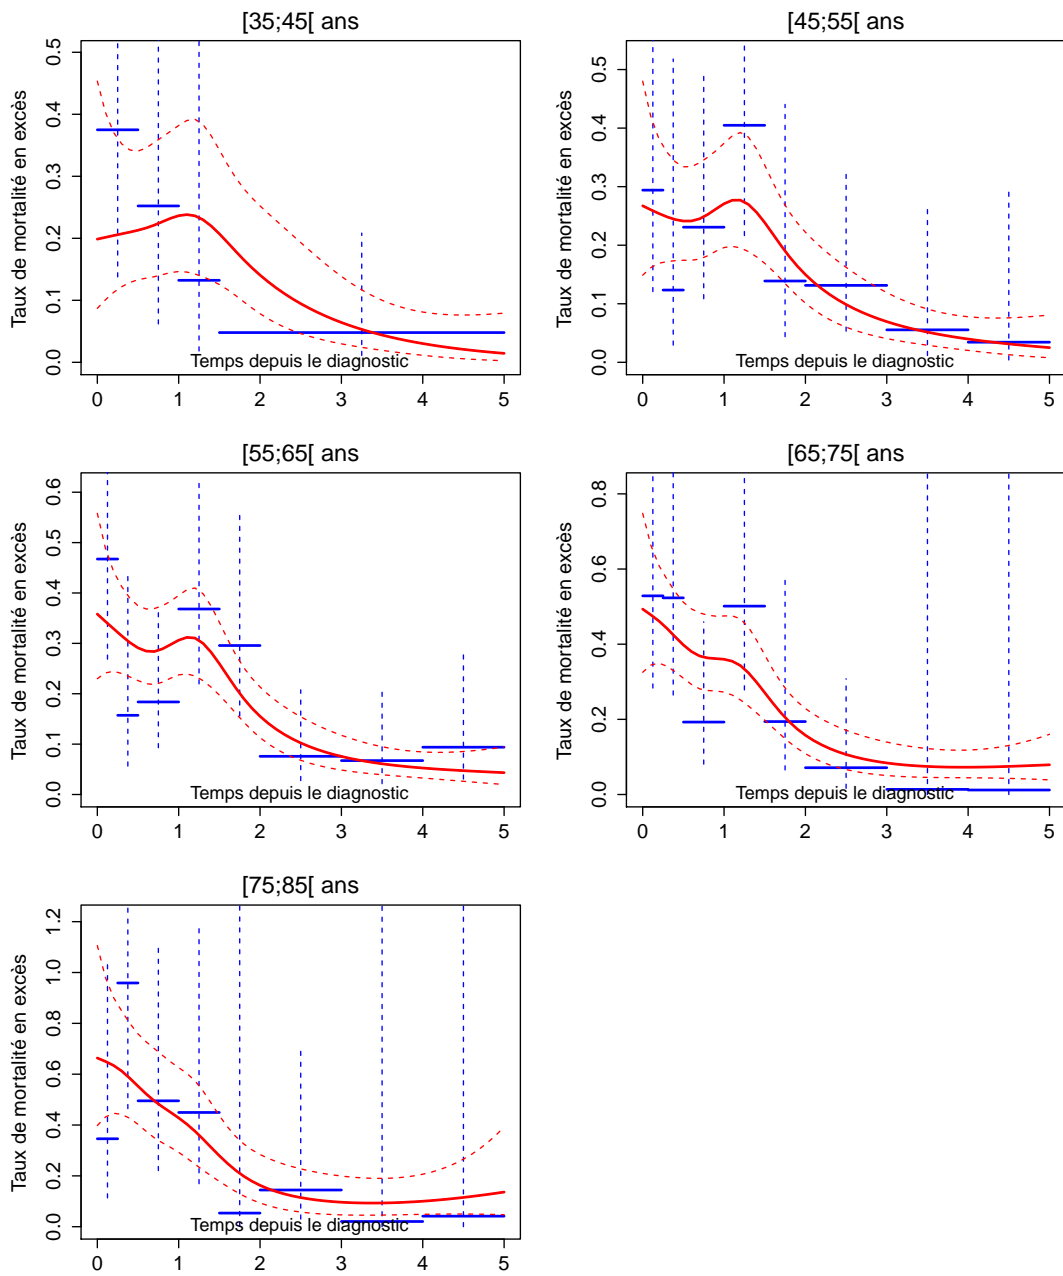 [35;45[ ans
Taux de mortalité en excès
0.0 0.1 0.2 0.3 0.4 0.5
Temps depuis le diagnostic
0 1 2 3 4 5
[45;55[ ans
Taux de mortalité en excès
0.0 0.1 0.2 0.3 0.4 0.5
Temps depuis le diagnostic
0 1 2 3 4 5
[55;65[ ans
Taux de mortalité en excès
0.0 0.1 0.2 0.3 0.4 0.5 0.6
Temps depuis le diagnostic
0 1 2 3 4 5
[65;75[ ans
Taux de mortalité en excès
0.0 0.2 0.4 0.6 0.8
Temps depuis le diagnostic
0 1 2 3 4 5
[75;85[ ans
Taux de mortalité en excès
0.0 0.2 0.4 0.6 0.8 1.0 1.2
Temps depuis le diagnostic
0 1 2 3 4 5